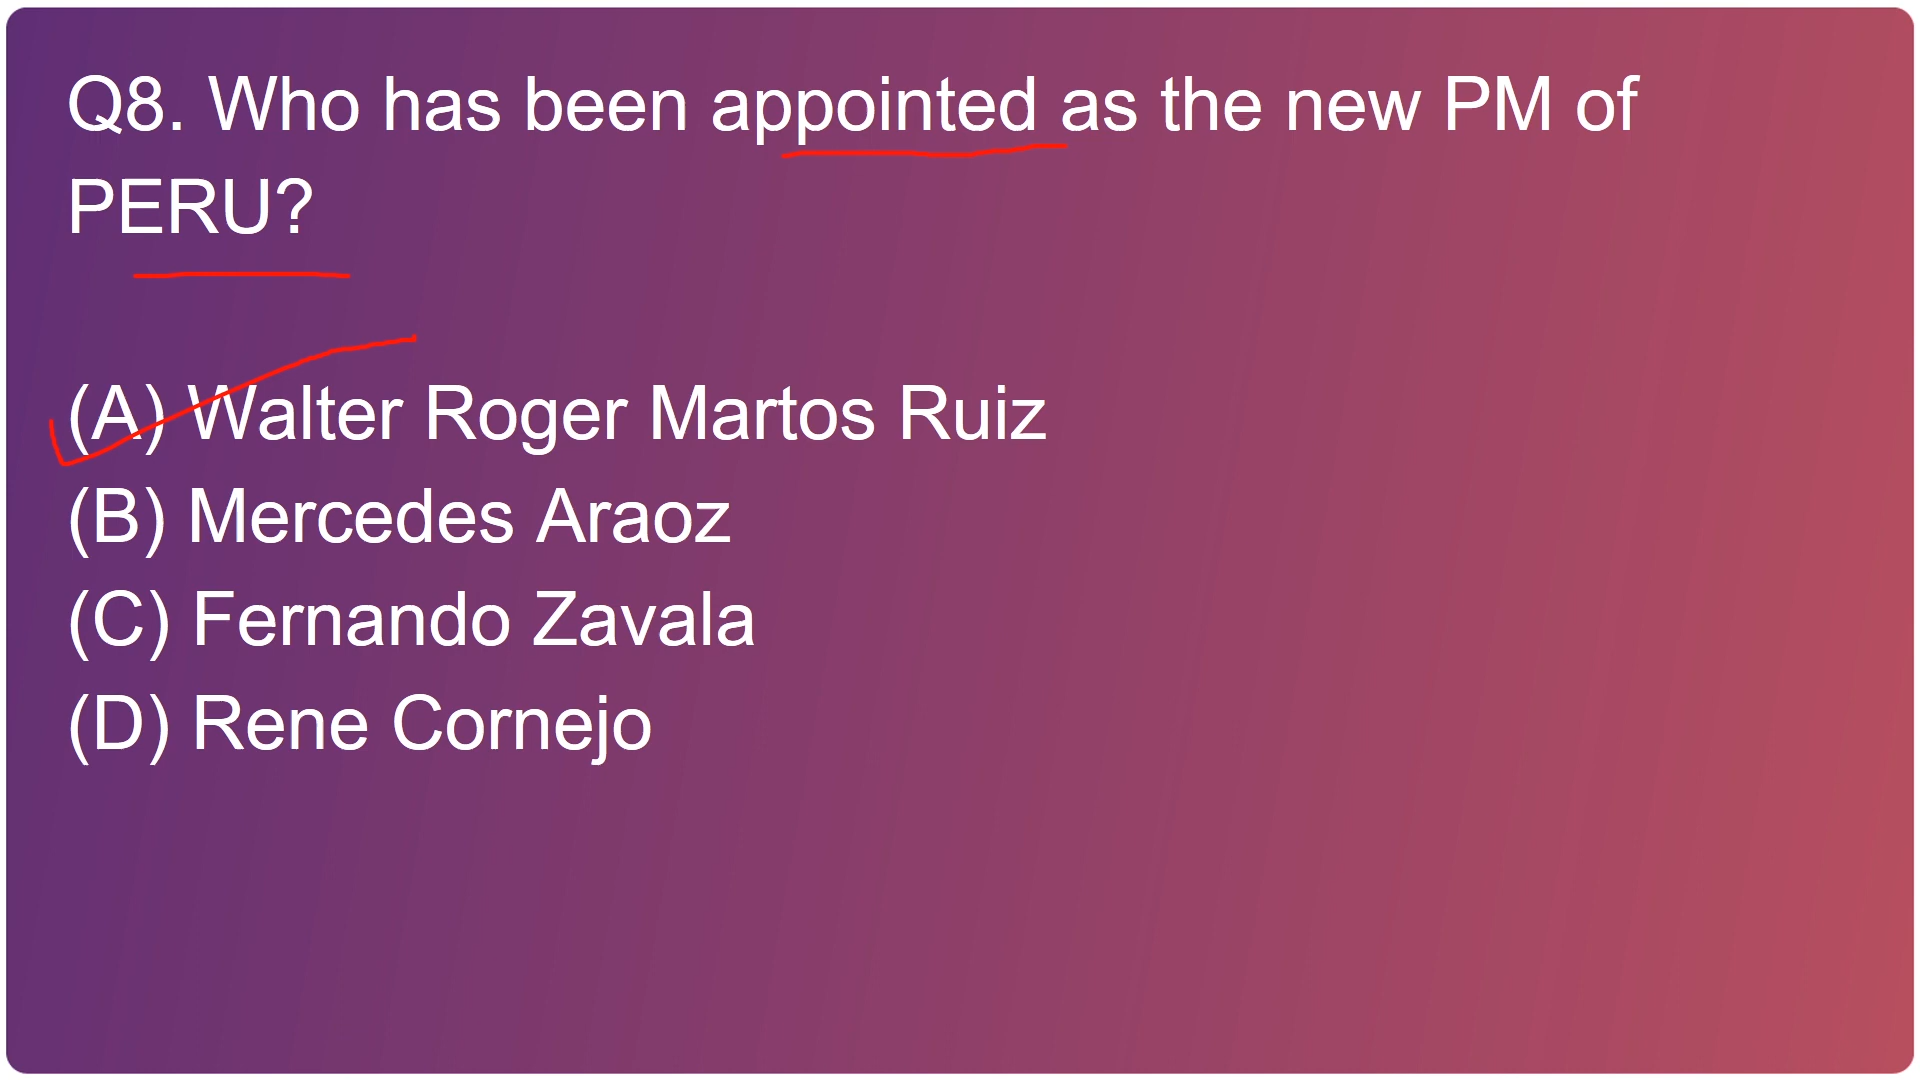 Q8. Who has been appointed as the new PM of
PERU?
(A) Walter Roger Martos Ruiz
(B) Mercedes Araoz
(C) Fernando Zavala
(D) Rene Cornejo